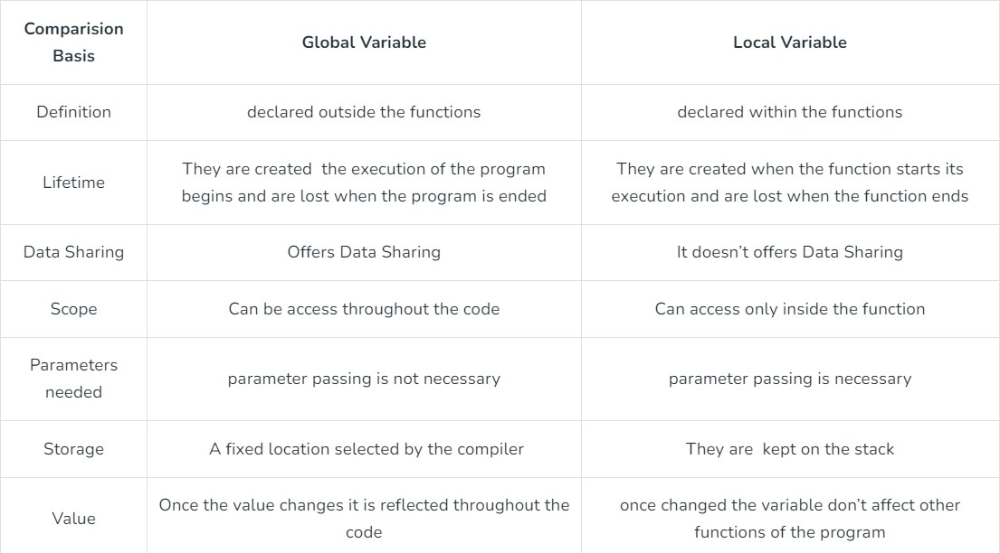 Comparision
Basis
Global Variable
Local Variable
Definition
declared outside the functions
declared within the functions
Lifetime
They are created  the execution of the program
begins and are lost when the program is ended
They are created when the function starts its
execution and are lost when the function ends
Data Sharing
Offers Data Sharing
It doesn’t offers Data Sharing
Scope
Can be access throughout the code
Can access only inside the function
Parameters
needed
parameter passing is not necessary
parameter passing is necessary
Storage
A fixed location selected by the compiler
They are  kept on the stack
Value
Once the value changes it is reflected throughout the
code
once changed the variable don’t affect other
functions of the program